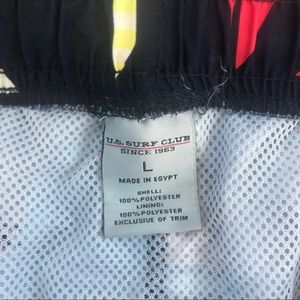 U.S. SURF CLUB
SINCE 1963
L
MADE IN EGYPT
SHELL:
100% POLYESTER
LINING:
100% POLYESTER
EXCLUSIVE OF TRIM